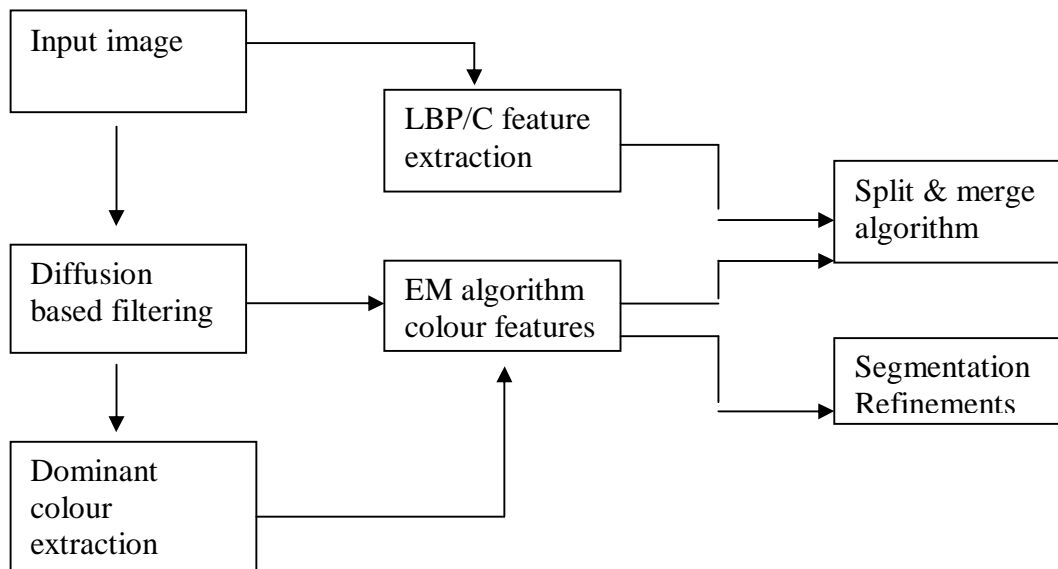 Input image
LBP/C feature
extraction
Split & merge
algorithm
Diffusion
based filtering
EM algorithm
colour features
Segmentation
Refinements
Dominant
colour
extraction